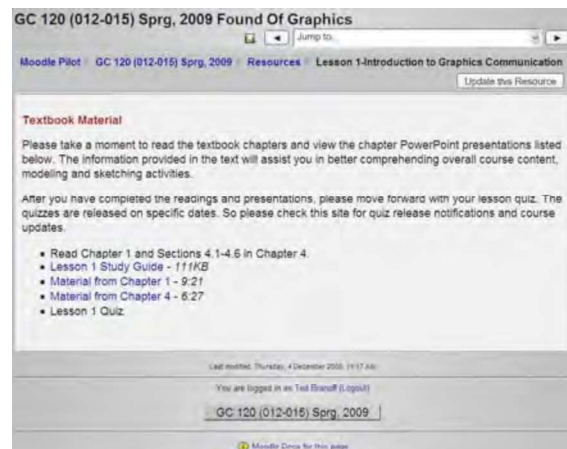 GC 120 (012-015) Sprg, 2009 Found Of Graphics
Jump to...
Moodle Pilot GC 120 (012-015) Sprg, 2009 Resources Lesson 1-Introduction to Graphics Communication
Update this Resource
Textbook Material
Please take a moment to read the textbook chapters and view the chapter PowerPoint presentations listed
below. The information provided in the text will assist you in better comprehending overall course content,
modeling and sketching activities.
After you have completed the readings and presentations, please move forward with your lesson quiz. The
quizzes are released on specific dates. So please check this site for quiz release notifications and course
updates.
Read Chapter 1 and Sections 4.1-4.6 in Chapter 4.
Lesson 1 Study Guide - 111KB
Material from Chapter 1 - 9:21
Material from Chapter 4 - 6:27
Lesson 1 Quiz
Last modified: Thursday, 4 December 2008,
You are logged in as Ted Branoff (Logout)
GC 120 (012-015) Sprg, 2009
Moodle Docs for this page